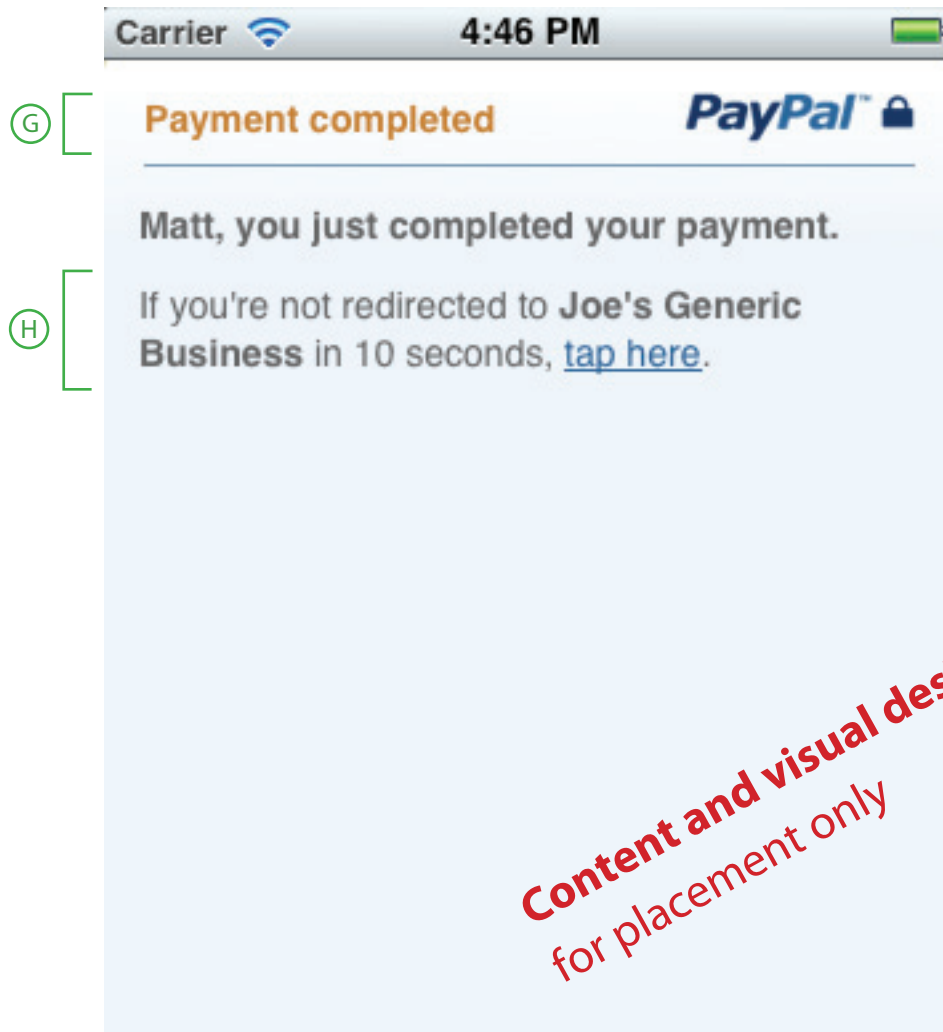 Carrier 4:46 PM
G
Payment completed PayPal™
Matt, you just completed your payment.
H
If you're not redirected to Joe's Generic
Business in 10 seconds, tap here.
Content and visual des
for placement only